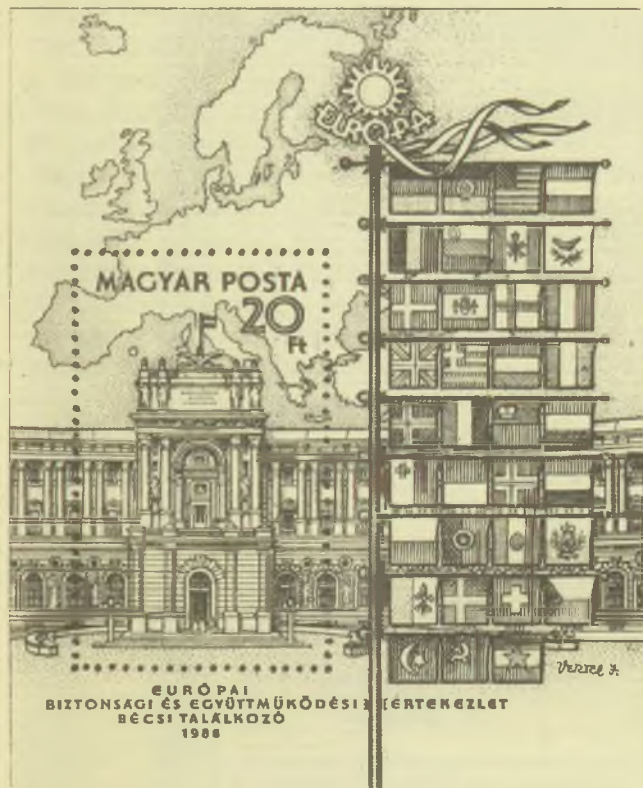 EURÓPA
MAGYAR POSTA
20
Ft
EURÓPAI
BIZTONSÁGI ÉS EGYÜTTMŰKÖDÉSI ÉRTEKEZLET
BÉCSI TALÁLKOZÓ
1986